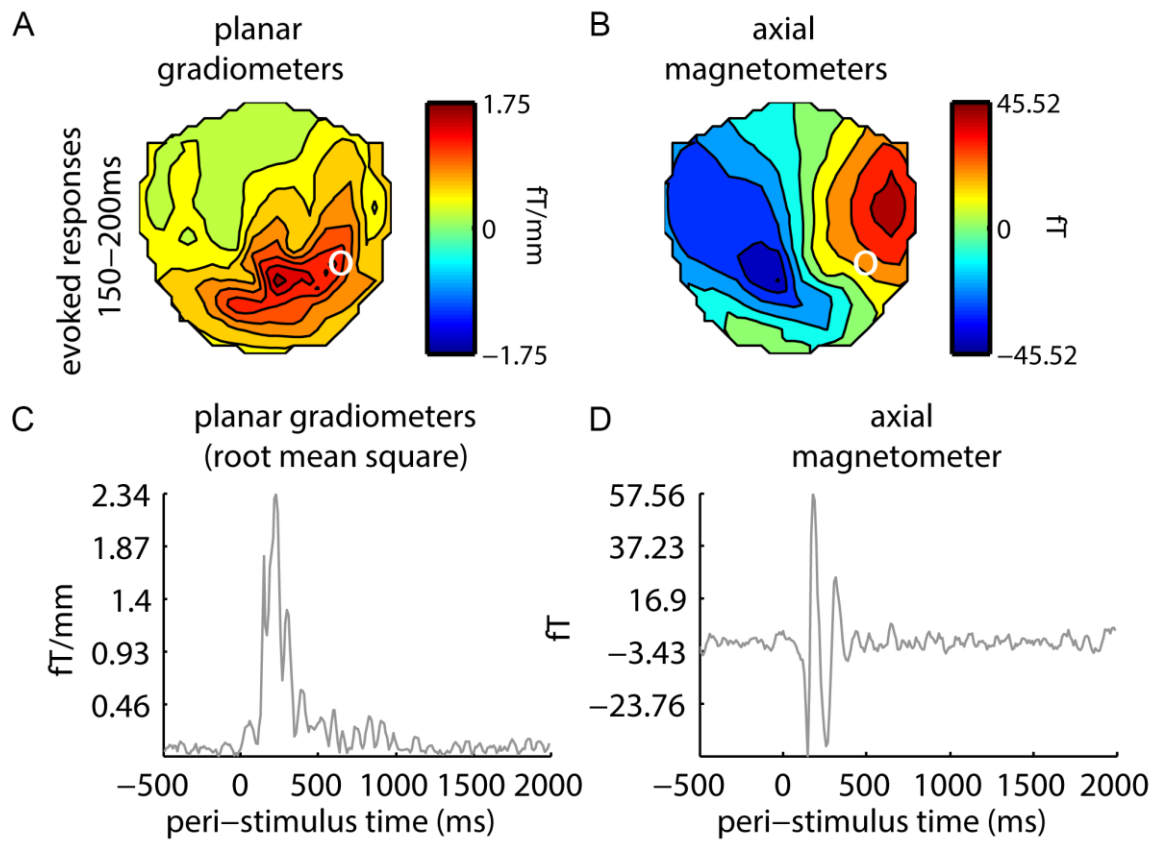 A
planar
gradiometers
B
axial
magnetometers
evoked responses
150−200ms
1.75
0
−1.75
fT/mm
45.52
0
−45.52
fT
C
planar gradiometers
(root mean square)
D
axial
magnetometer
2.34
1.87
1.4
0.93
0.46
fT/mm
−500
0
500
1000
1500
2000
peri−stimulus time (ms)
57.56
37.23
16.9
−3.43
−23.76
fT
−500
0
500
1000
1500
2000
peri−stimulus time (ms)